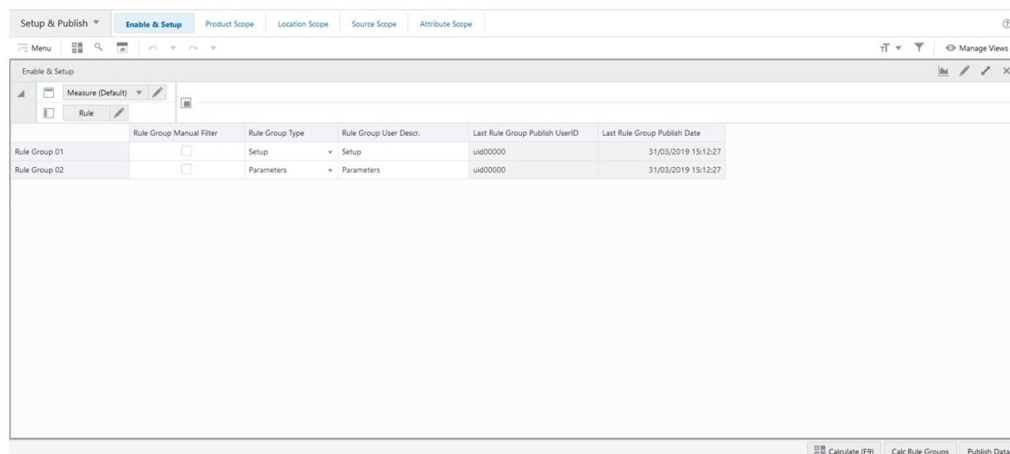 Setup & Publish Enable & Setup Product Scope Location Scope Source Scope Attribute Scope
Menu Manage Views
Enable & Setup
Measure (Default)
Rule
Rule Group Manual Filter Rule Group Type Rule Group User Descr. Last Rule Group Publish UserID Last Rule Group Publish Date
Rule Group 01 Setup Setup uid00000 31/03/2019 15:12:27
Rule Group 02 Parameters Parameters uid00000 31/03/2019 15:12:27
Calculate (F9) Calc Rule Groups Publish Data